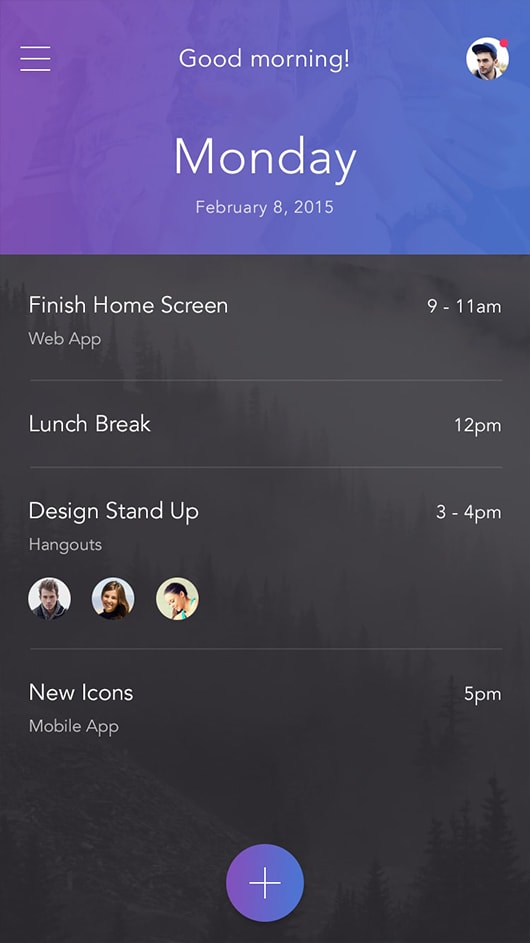 Good morning!
Monday
February 8, 2015
Finish Home Screen 9 - 11am
Web App
Lunch Break 12pm
Design Stand Up 3 - 4pm
Hangouts
New Icons 5pm
Mobile App